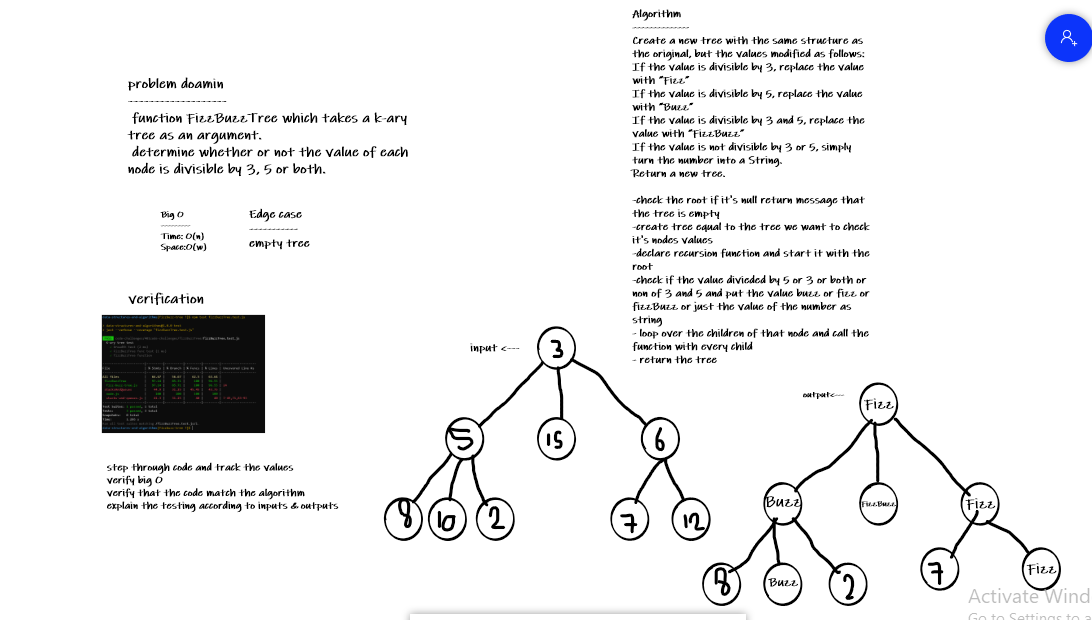 problem doamin
--------------------
function FizzBuzzTree which takes a k-ary
tree as an argument.
determine whether or not the value of each
node is divisible by 3, 5 or both.
Big O
--------
Time: O(n)
Space:O(w)
Edge case
----------
empty tree
verification
step through code and track the values
verify big O
verify that the code match the algorithm
explain the testing according to inputs & outputs
Algorithm
-------------
Create a new tree with the same structure as
the original, but the values modified as follows:
If the value is divisible by 3, replace the value
with "Fizz"
If the value is divisible by 5, replace the value
with "Buzz"
If the value is divisible by 3 and 5, replace the
value with "FizzBuzz"
If the value is not divisible by 3 or 5, simply
turn the number into a String.
Return a new tree.
-check the root if it's null return message that
the tree is empty
-create tree equal to the tree we want to check
it's nodes values
-declare recursion function and start it with the
root
-check if the value divieded by 5 or 3 or both or
non of 3 and 5 and put the value buzz or fizz or
fizzBuzz or just the value of the number as
string
- loop over the children of that node and call the
function with every child
- return the tree
input <---
3
5 15 6
8 10 2 7 12
output<---
Fizz
Buzz FizzBuzz Fizz
8 Buzz 2 7 Fizz
Activate Wind
Go to Settings to a